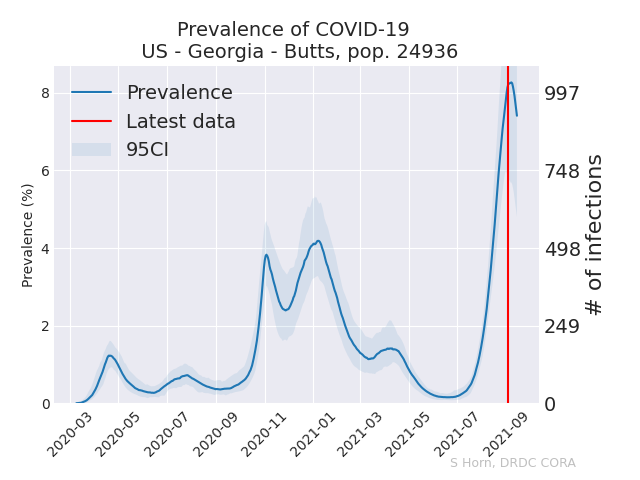 Prevalence of COVID-19
US - Georgia - Butts, pop. 24936
Prevalence
Latest data
95CI
Prevalence (%)
8
6
4
2
0
997
748
498
249
0
# of infections
2020-03
2020-05
2020-07
2020-09
2020-11
2021-01
2021-03
2021-05
2021-07
2021-09
S Horn, DRDC CORA